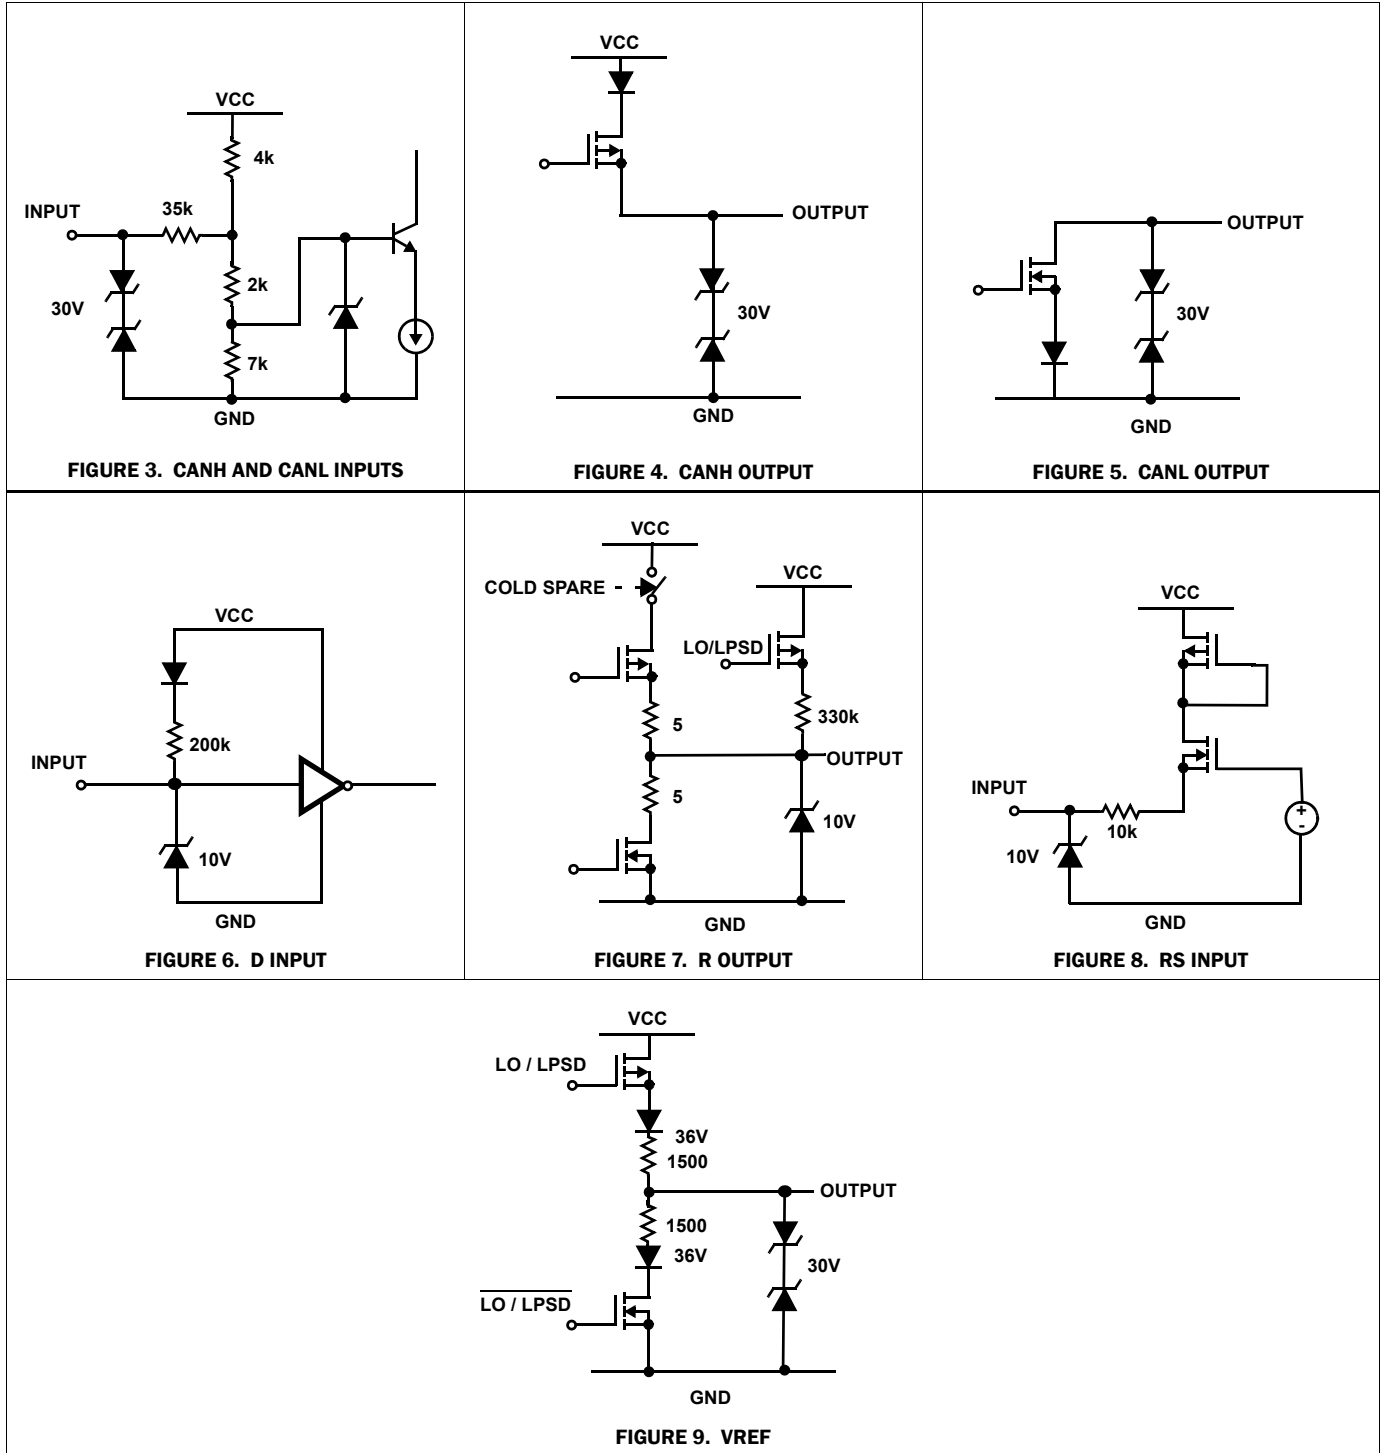 VCC
4k
35k
INPUT
2k
30V
7k
GND
FIGURE 3. CANH AND CANL INPUTS
VCC
OUTPUT
30V
GND
FIGURE 4. CANH OUTPUT
OUTPUT
30V
GND
FIGURE 5. CANL OUTPUT
VCC
200k
INPUT
10V
GND
FIGURE 6. D INPUT
VCC
COLD SPARE
VCC
LO/LPSD
5
330k
OUTPUT
5
10V
GND
FIGURE 7. R OUTPUT
VCC
INPUT
10k
10V
+
-
GND
FIGURE 8. RS INPUT
VCC
LO / LPSD
36V
1500
OUTPUT
1500
36V
30V
LO / LPSD
GND
FIGURE 9. VREF